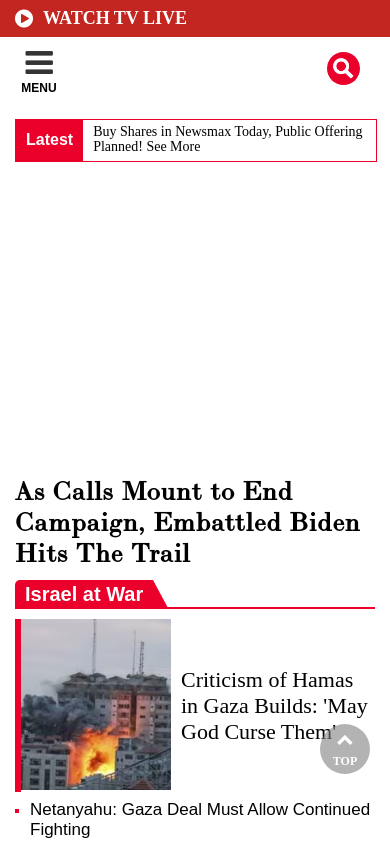 WATCH TV LIVE
MENU
Latest
Buy Shares in Newsmax Today, Public Offering
Planned! See More
As Calls Mount to End
Campaign, Embattled Biden
Hits The Trail
Israel at War
Criticism of Hamas
in Gaza Builds: 'May
God Curse Them'
TOP
Netanyahu: Gaza Deal Must Allow Continued
Fighting